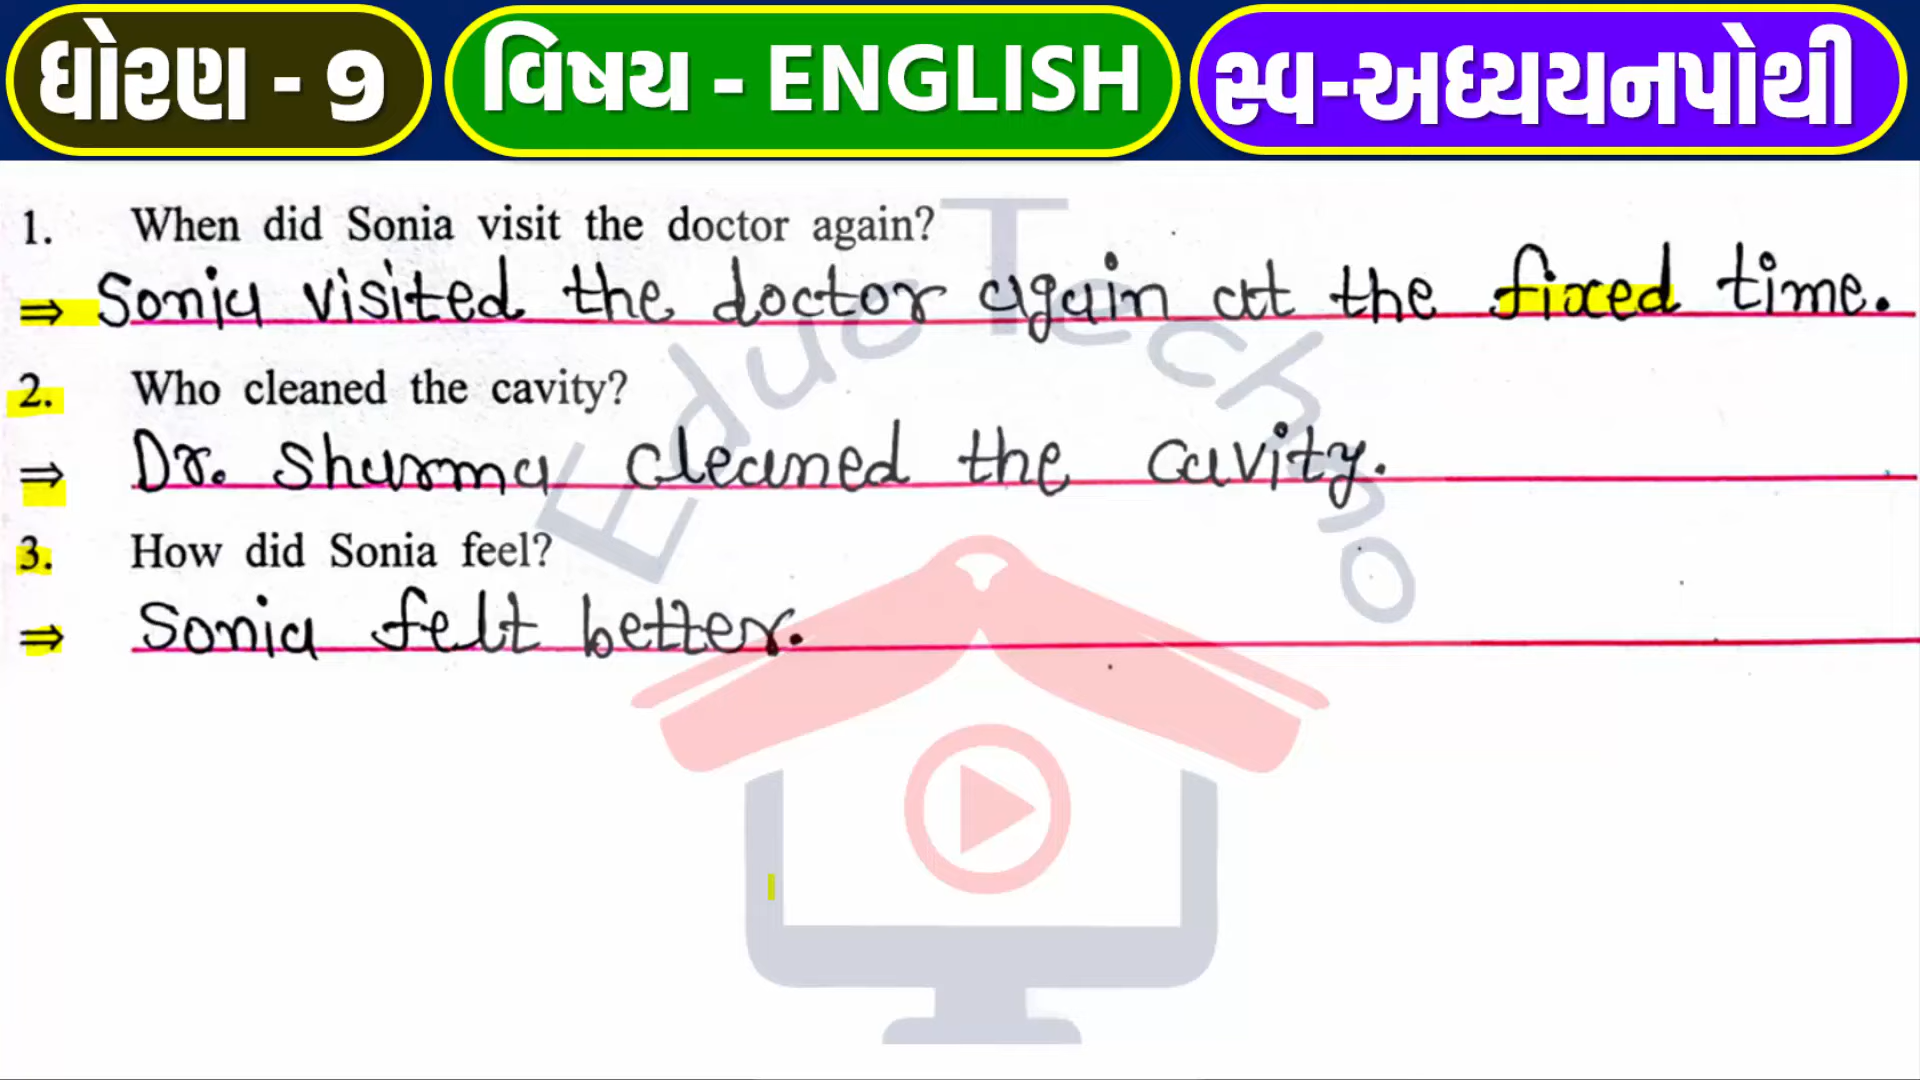 ધોરણ - 9 વિષય - ENGLISH સ્વ-અધ્યયનપોથી
1. When did Sonia visit the doctor again?
⇒ Sonia visited the doctor again at the fixed time.
2. Who cleaned the cavity?
⇒ Dr. Sharma cleaned the cavity.
3. How did Sonia feel?
⇒ Sonia felt better.
Educ Techno